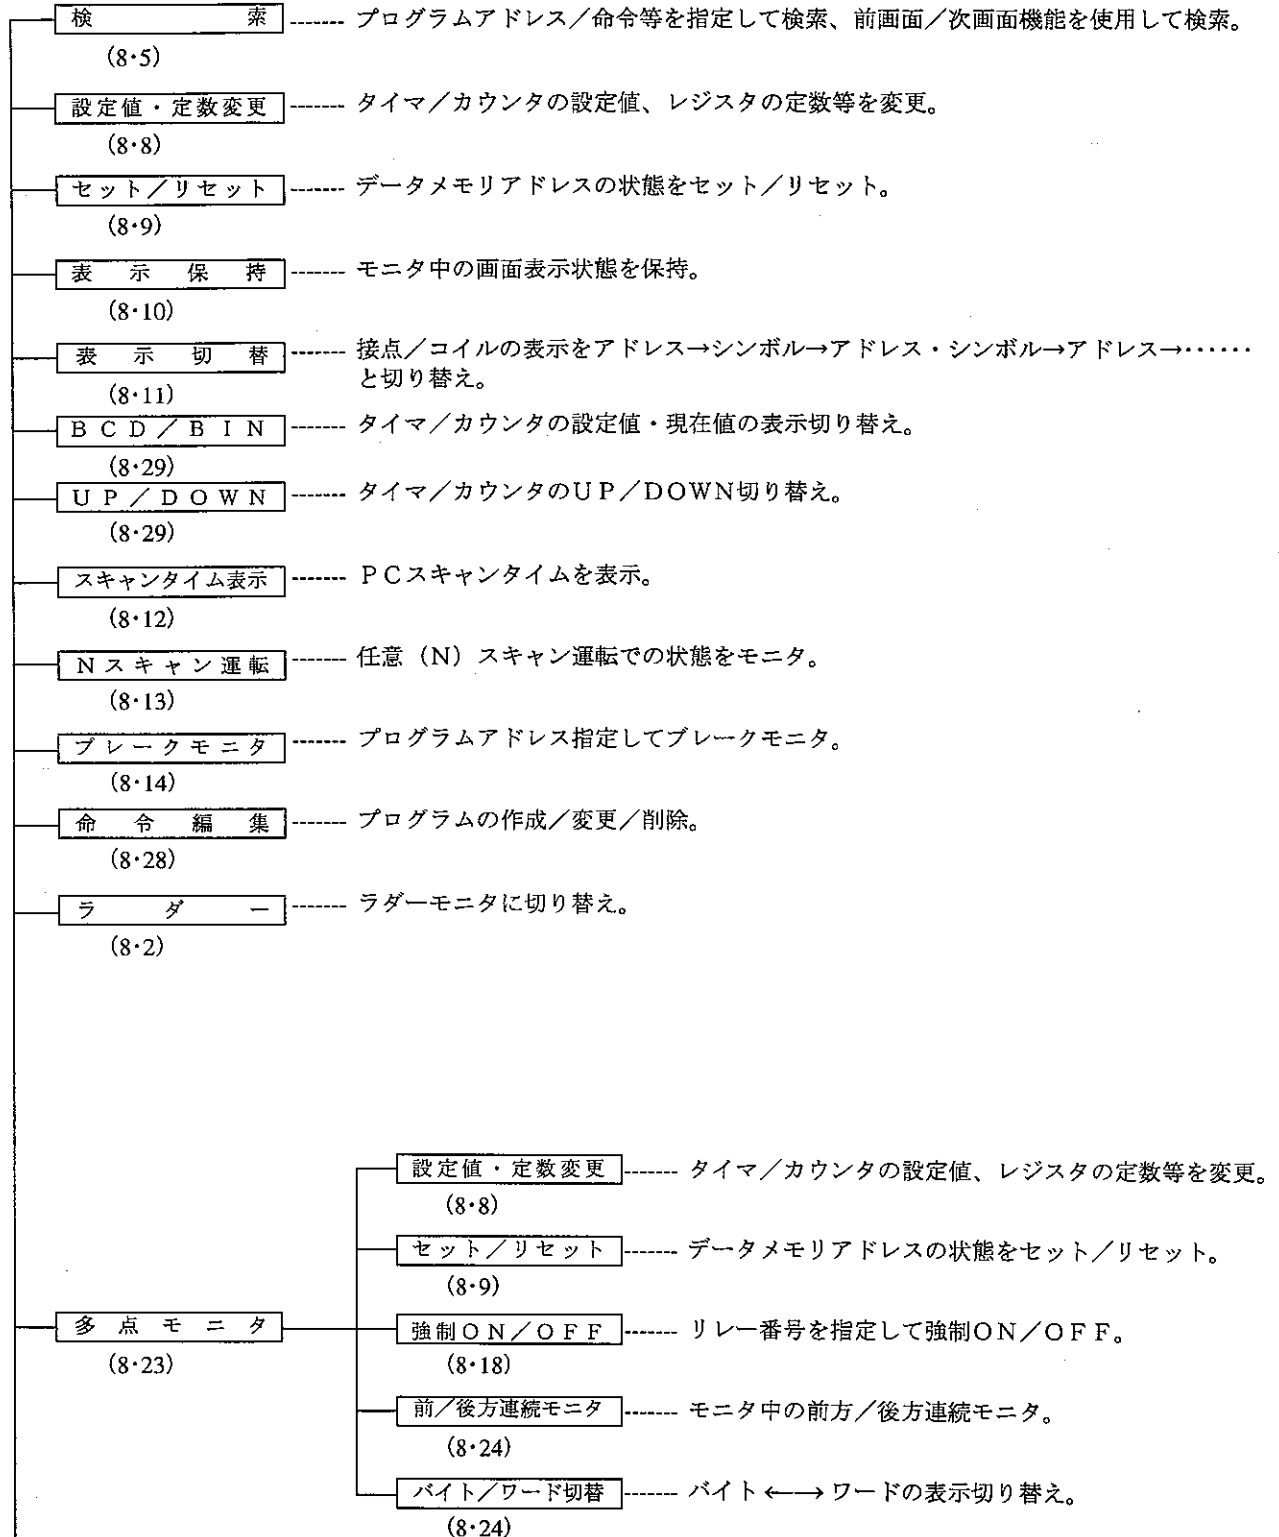 検索 ------- プログラムアドレス／命令等を指定して検索、前画面／次画面機能を使用して検索。
(8・5)
設定値・定数変更 ------- タイマ／カウンタの設定値、レジスタの定数等を変更。
(8・8)
セット／リセット ------- データメモリアドレスの状態をセット／リセット。
(8・9)
表示保持 ------- モニタ中の画面表示状態を保持。
(8・10)
表示切替 ------- 接点／コイルの表示をアドレス→シンボル→アドレス・シンボル→アドレス→‥‥‥
と切り替え。
(8・11)
ＢＣＤ／ＢＩＮ ------- タイマ／カウンタの設定値・現在値の表示切り替え。
(8・29)
ＵＰ／ＤＯＷＮ ------- タイマ／カウンタのＵＰ／ＤＯＷＮ切り替え。
(8・29)
スキャンタイム表示 ------- ＰＣスキャンタイムを表示。
(8・12)
Ｎスキャン運転 ------- 任意（Ｎ）スキャン運転での状態をモニタ。
(8・13)
ブレークモニタ ------- プログラムアドレス指定してブレークモニタ。
(8・14)
命令編集 ------- プログラムの作成／変更／削除。
(8・28)
ラダー ------- ラダーモニタに切り替え。
(8・2)
設定値・定数変更 ------- タイマ／カウンタの設定値、レジスタの定数等を変更。
(8・8)
セット／リセット ------- データメモリアドレスの状態をセット／リセット。
(8・9)
多点モニタ
(8・23)
強制ＯＮ／ＯＦＦ ------- リレー番号を指定して強制ＯＮ／ＯＦＦ。
(8・18)
前／後方連続モニタ ------- モニタ中の前方／後方連続モニタ。
(8・24)
バイト／ワード切替 ------- バイト ←→ ワードの表示切り替え。
(8・24)